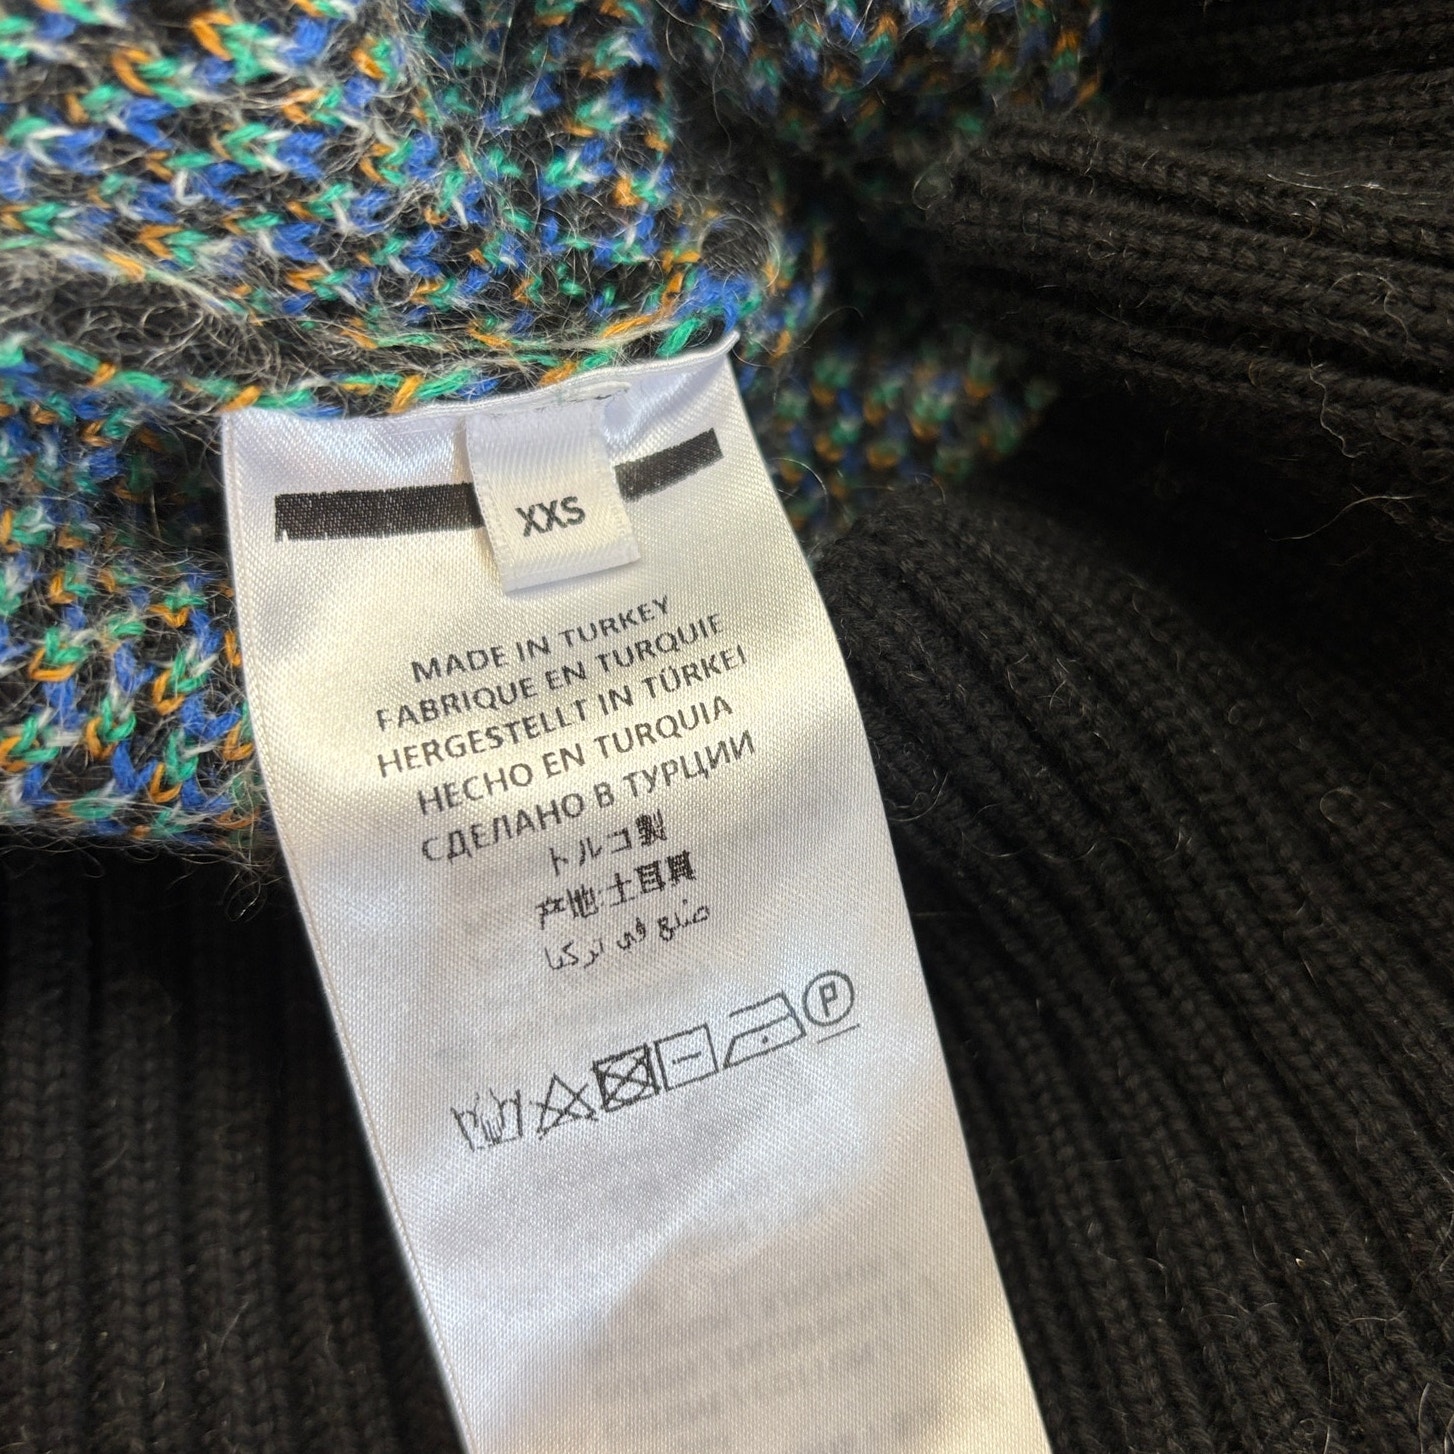 XXS
MADE IN TURKEY
FABRIQUE EN TURQUIE
HERGESTELLT IN TÜRKEI
HECHO EN TURQUIA
СДЕЛАНО В ТУРЦИИ
トルコ製
产地:土耳其
صنع في تركيا
P